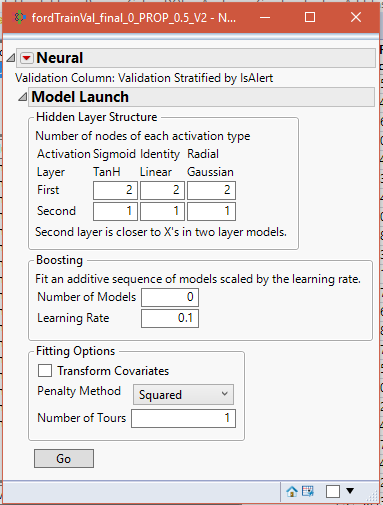 fordTrainVal_final_0_PROP_0.5_V2 - N...
Neural
Validation Column: Validation Stratified by IsAlert
Model Launch
Hidden Layer Structure
Number of nodes of each activation type
Activation Sigmoid Identity Radial
Layer TanH Linear Gaussian
First 2 2 2
Second 1 1 1
Second layer is closer to X's in two layer models.
Boosting
Fit an additive sequence of models scaled by the learning rate.
Number of Models 0
Learning Rate 0.1
Fitting Options
Transform Covariates
Penalty Method Squared
Number of Tours 1
Go